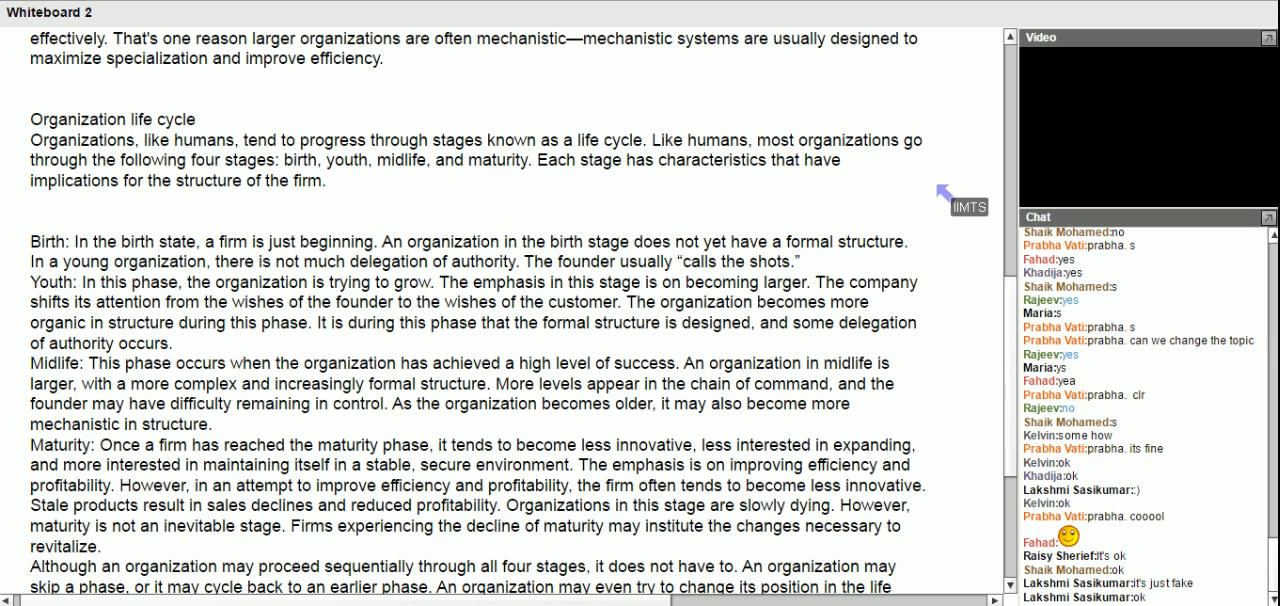 Whiteboard 2
effectively. That's one reason larger organizations are often mechanistic—mechanistic systems are usually designed to
maximize specialization and improve efficiency.
Organization life cycle
Organizations, like humans, tend to progress through stages known as a life cycle. Like humans, most organizations go
through the following four stages: birth, youth, midlife, and maturity. Each stage has characteristics that have
implications for the structure of the firm.
IIMTS
Birth: In the birth state, a firm is just beginning. An organization in the birth stage does not yet have a formal structure.
In a young organization, there is not much delegation of authority. The founder usually “calls the shots.”
Youth: In this phase, the organization is trying to grow. The emphasis in this stage is on becoming larger. The company
shifts its attention from the wishes of the founder to the wishes of the customer. The organization becomes more
organic in structure during this phase. It is during this phase that the formal structure is designed, and some delegation
of authority occurs.
Midlife: This phase occurs when the organization has achieved a high level of success. An organization in midlife is
larger, with a more complex and increasingly formal structure. More levels appear in the chain of command, and the
founder may have difficulty remaining in control. As the organization becomes older, it may also become more
mechanistic in structure.
Maturity: Once a firm has reached the maturity phase, it tends to become less innovative, less interested in expanding,
and more interested in maintaining itself in a stable, secure environment. The emphasis is on improving efficiency and
profitability. However, in an attempt to improve efficiency and profitability, the firm often tends to become less innovative.
Stale products result in sales declines and reduced profitability. Organizations in this stage are slowly dying. However,
maturity is not an inevitable stage. Firms experiencing the decline of maturity may institute the changes necessary to
revitalize.
Although an organization may proceed sequentially through all four stages, it does not have to. An organization may
skip a phase, or it may cycle back to an earlier phase. An organization may even try to change its position in the life
Video
Chat
Shaik Mohamed:no
Prabha Vati:prabha. s
Fahad:yes
Khadija:yes
Shaik Mohamed:s
Rajeev:yes
Maria:s
Prabha Vati:prabha. s
Prabha Vati:prabha. can we change the topic
Rajeev:yes
Maria:ys
Fahad:yea
Prabha Vati:prabha. clr
Rajeev:no
Shaik Mohamed:s
Kelvin:some how
Prabha Vati:prabha. its fine
Kelvin:ok
Khadija:ok
Lakshmi Sasikumar::)
Kelvin:ok
Prabha Vati:prabha. cooool
Fahad:
Raisy Sherief:It's ok
Shaik Mohamed:ok
Lakshmi Sasikumar:it's just fake
Lakshmi Sasikumar:ok